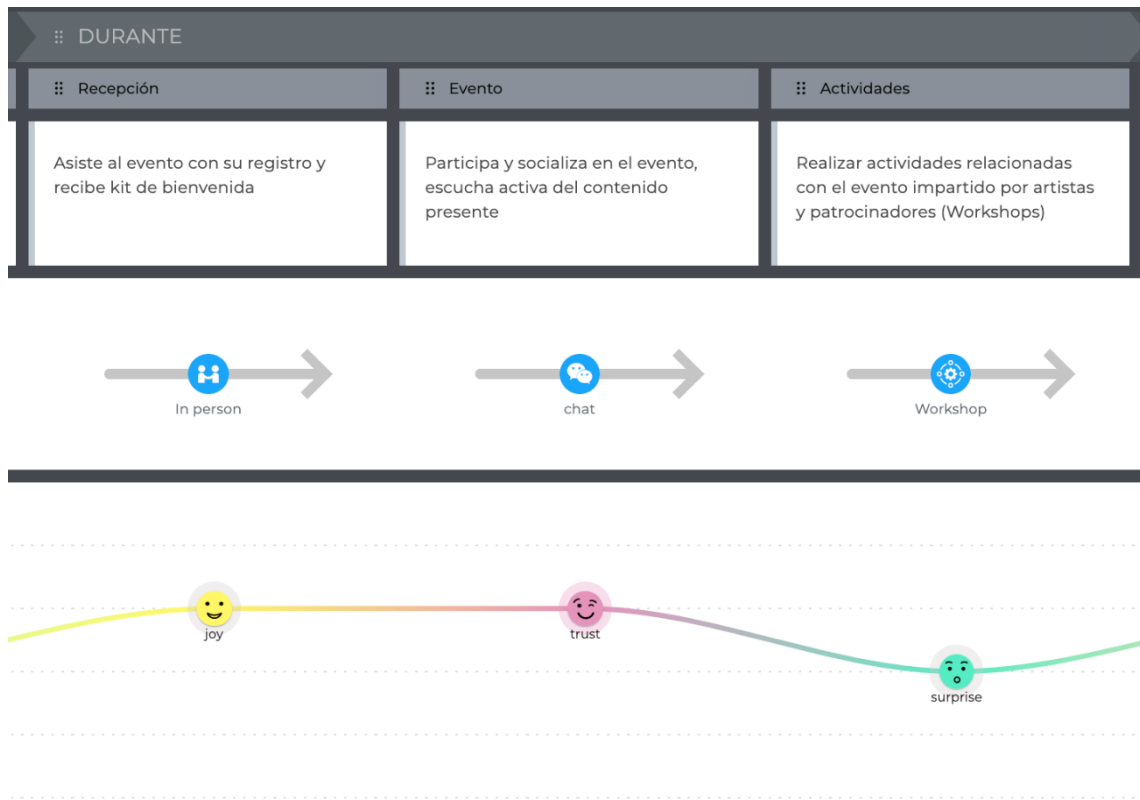 DURANTE
Recepción
Evento
Actividades
Asiste al evento con su registro y
recibe kit de bienvenida
Participa y socializa en el evento,
escucha activa del contenido
presente
Realizar actividades relacionadas
con el evento impartido por artistas
y patrocinadores (Workshops)
In person
chat
Workshop
joy
trust
surprise